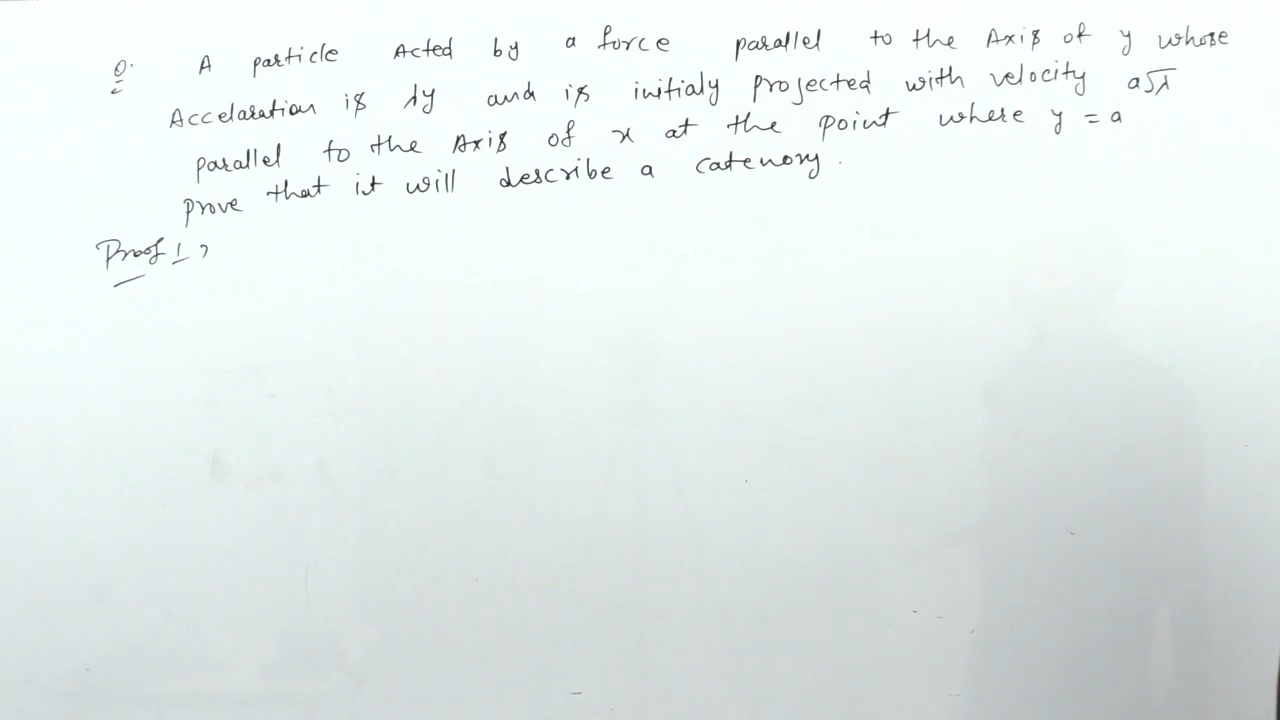 Q. A particle Acted by a force parallel to the Axis of y whose
Accelaration is λy and is initialy projected with velocity a√λ
parallel to the Axis of x at the point where y = a
prove that it will describe a catenory.
Proof :